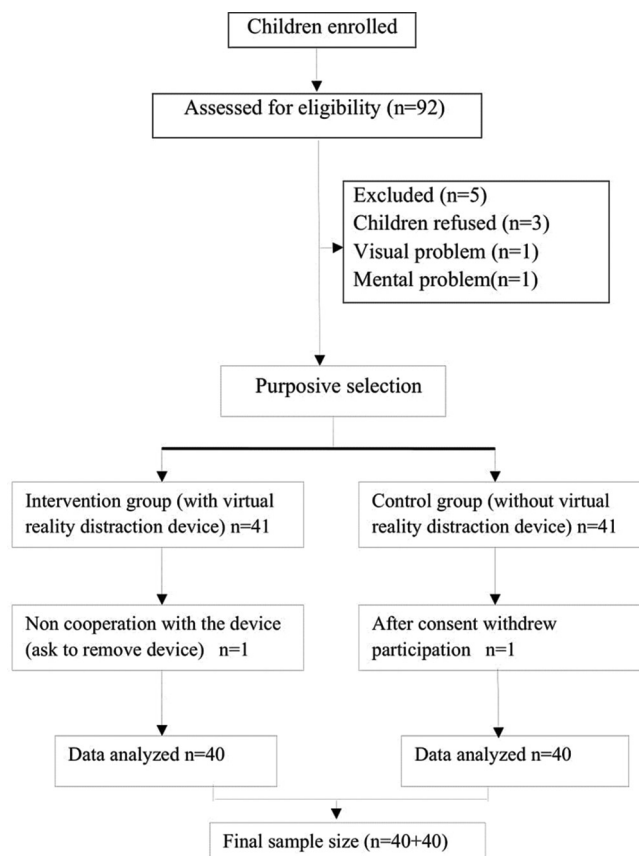 Children enrolled
Assessed for eligibility (n=92)
Excluded (n=5)
Children refused (n=3)
Visual problem (n=1)
Mental problem(n=1)
Purposive selection
Intervention group (with virtual
reality distraction device) n=41
Control group (without virtual
reality distraction device) n=41
Non cooperation with the device
(ask to remove device) n=1
After consent withdrew
participation n=1
Data analyzed n=40
Data analyzed n=40
Final sample size (n=40+40)